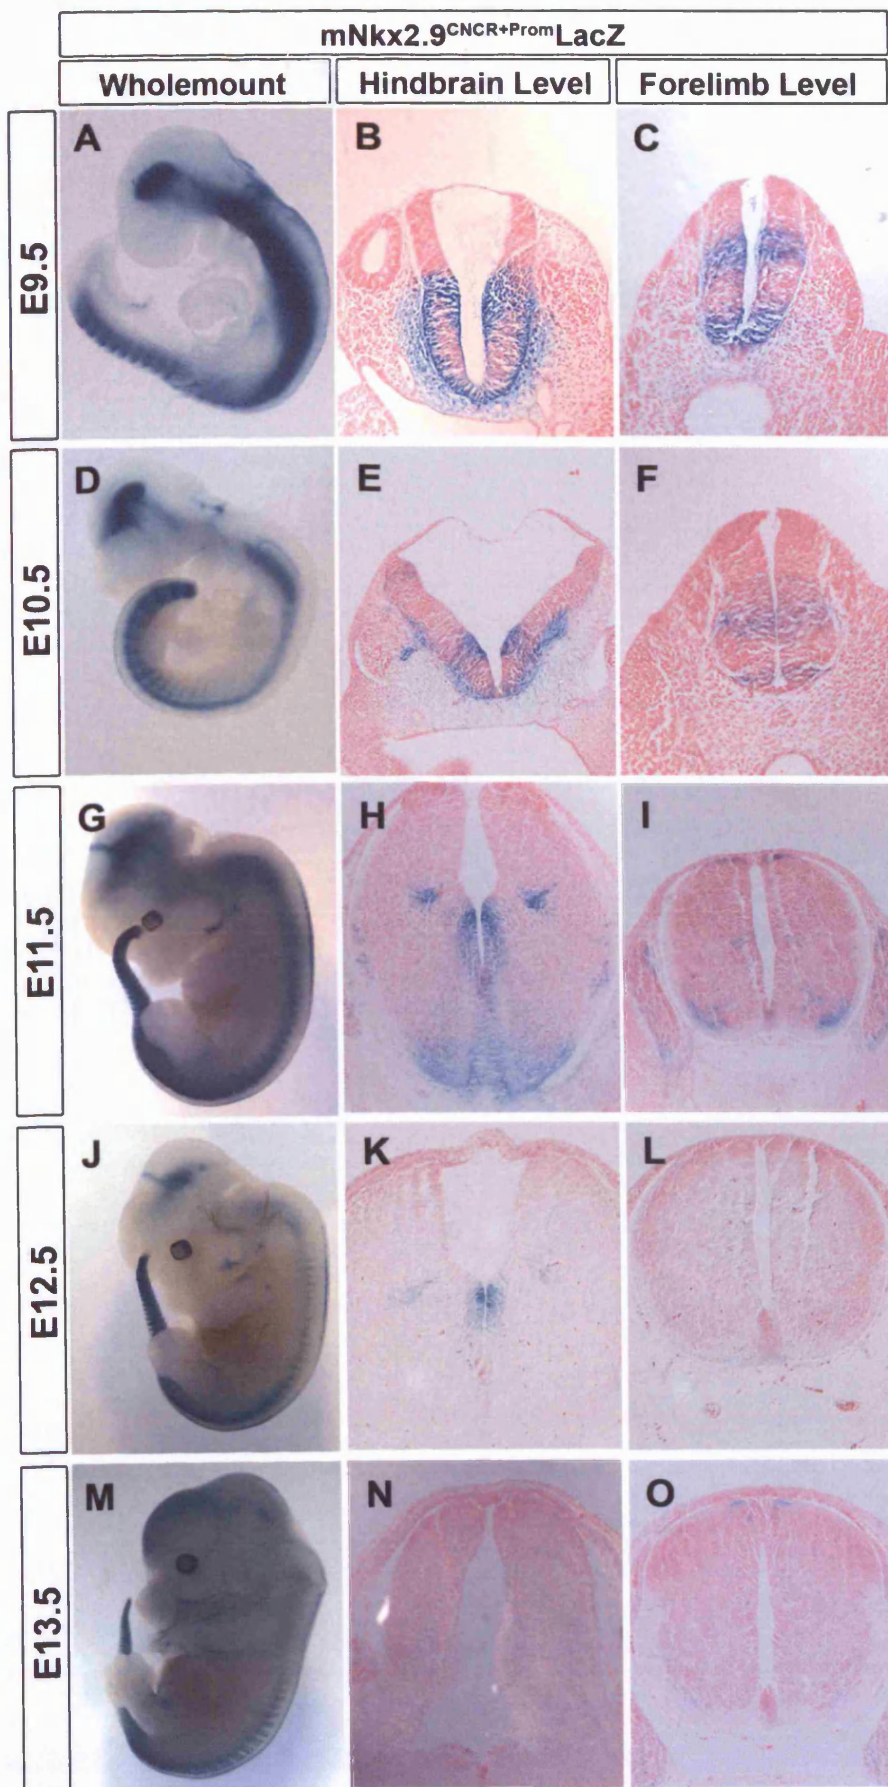 mNkx2.9CNCR+PromLacZ
Wholemount Hindbrain Level Forelimb Level
E9.5
A B C
E10.5
D E F
E11.5
G H I
E12.5
J K L
E13.5
M N O